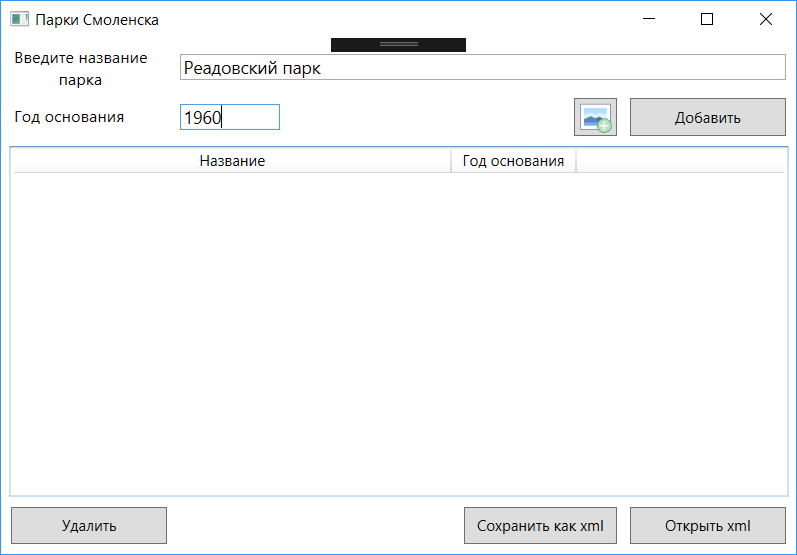 Парки Смоленска
Введите название
парка
Реадовский парк
Год основания
1960
Добавить
Название
Год основания
Удалить
Сохранить как xml
Открыть xml